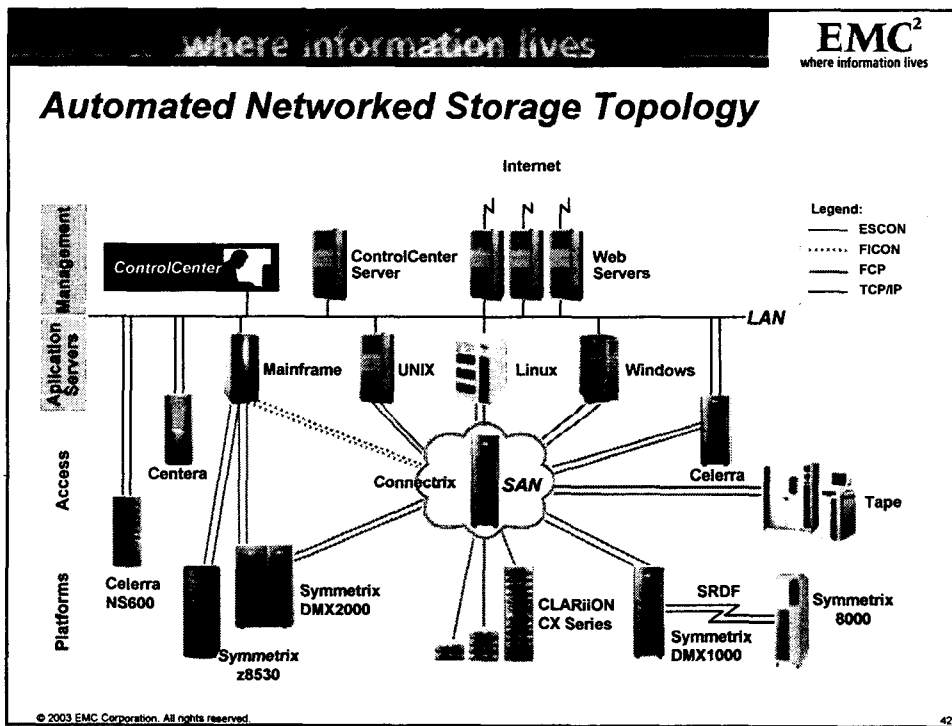 where information lives
EMC²
where information lives
Automated Networked Storage Topology
Internet
Legend:
ESCON
FICON
FCP
TCP/IP
Management
ControlCenter
ControlCenter
Server
Web
Servers
LAN
Aplication
Servers
Mainframe
UNIX
Linux
Windows
Access
Centera
Connectrix
SAN
Celerra
Tape
Platforms
Celerra
NS600
Symmetrix
DMX2000
Symmetrix
z8530
CLARiiON
CX Series
SRDF
Symmetrix
DMX1000
Symmetrix
8000
© 2003 EMC Corporation. All rights reserved.
42